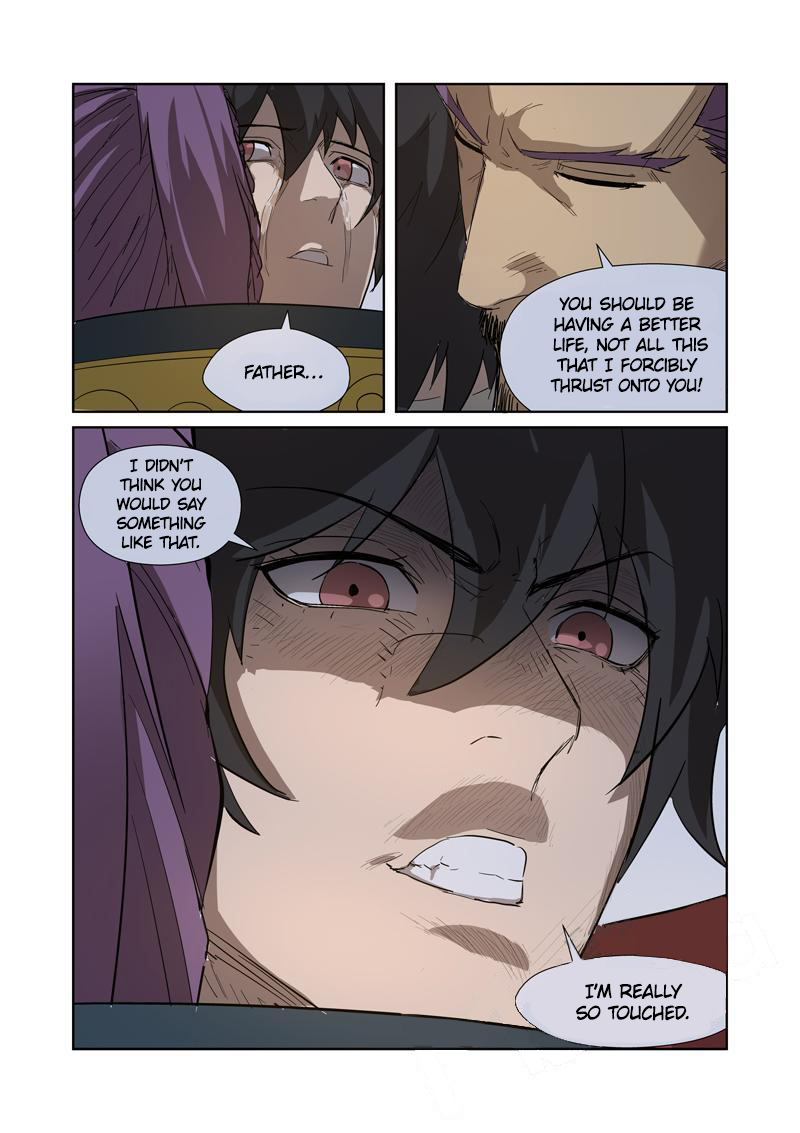 FATHER...
YOU SHOULD BE
HAVING A BETTER
LIFE, NOT ALL THIS
THAT I FORCIBLY
THRUST ONTO YOU!
I DIDN'T
THINK YOU
WOULD SAY
SOMETHING
LIKE THAT.
I'M REALLY
SO TOUCHED.